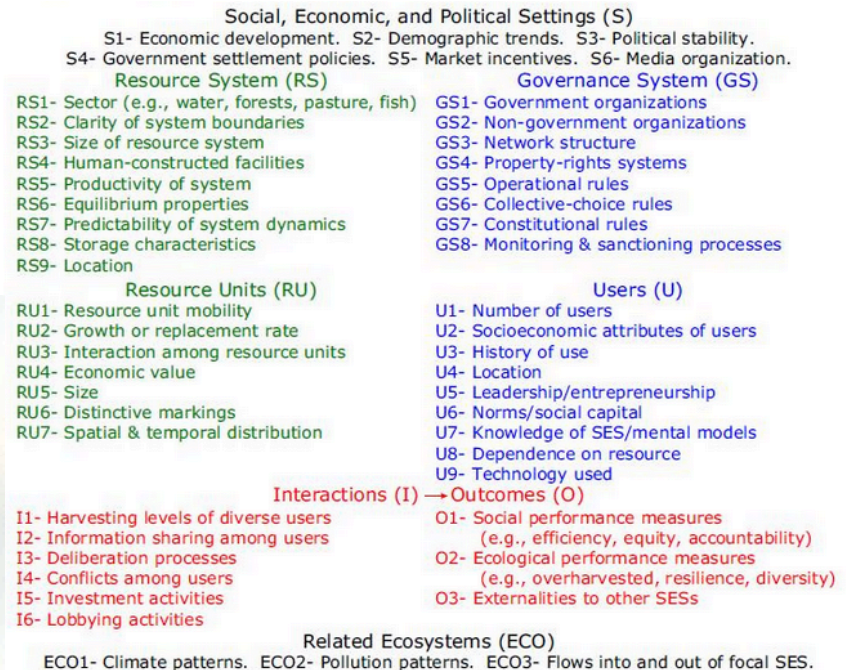 Social, Economic, and Political Settings (S)
S1- Economic development. S2- Demographic trends. S3- Political stability.
S4- Government settlement policies. S5- Market incentives. S6- Media organization.
Resource System (RS)
RS1- Sector (e.g., water, forests, pasture, fish)
RS2- Clarity of system boundaries
RS3- Size of resource system
RS4- Human-constructed facilities
RS5- Productivity of system
RS6- Equilibrium properties
RS7- Predictability of system dynamics
RS8- Storage characteristics
RS9- Location
Governance System (GS)
GS1- Government organizations
GS2- Non-government organizations
GS3- Network structure
GS4- Property-rights systems
GS5- Operational rules
GS6- Collective-choice rules
GS7- Constitutional rules
GS8- Monitoring & sanctioning processes
Resource Units (RU)
RU1- Resource unit mobility
RU2- Growth or replacement rate
RU3- Interaction among resource units
RU4- Economic value
RU5- Size
RU6- Distinctive markings
RU7- Spatial & temporal distribution
Users (U)
U1- Number of users
U2- Socioeconomic attributes of users
U3- History of use
U4- Location
U5- Leadership/entrepreneurship
U6- Norms/social capital
U7- Knowledge of SES/mental models
U8- Dependence on resource
U9- Technology used
Interactions (I) → Outcomes (O)
I1- Harvesting levels of diverse users
I2- Information sharing among users
I3- Deliberation processes
I4- Conflicts among users
I5- Investment activities
I6- Lobbying activities
O1- Social performance measures
(e.g., efficiency, equity, accountability)
O2- Ecological performance measures
(e.g., overharvested, resilience, diversity)
O3- Externalities to other SESs
Related Ecosystems (ECO)
ECO1- Climate patterns. ECO2- Pollution patterns. ECO3- Flows into and out of focal SES.